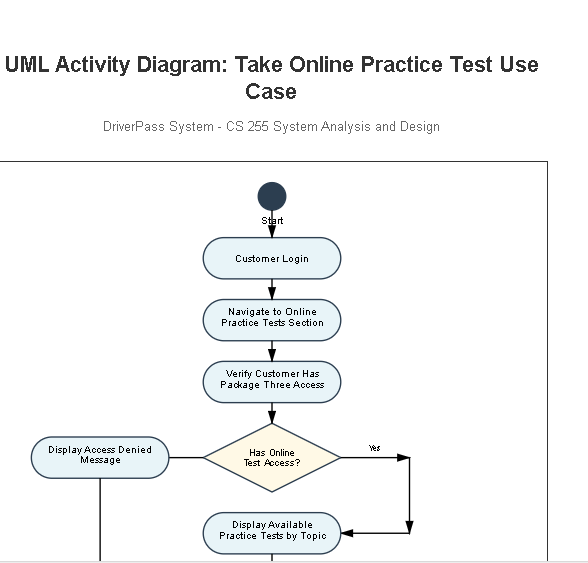 UML Activity Diagram: Take Online Practice Test Use
Case
DriverPass System - CS 255 System Analysis and Design
Start
Customer Login
Navigate to Online
Practice Tests Section
Verify Customer Has
Package Three Access
Display Access Denied
Message
Has Online
Test Access?
Yes
Display Available
Practice Tests by Topic